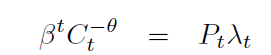 β^t C_t^{-θ} = P_t λ_t